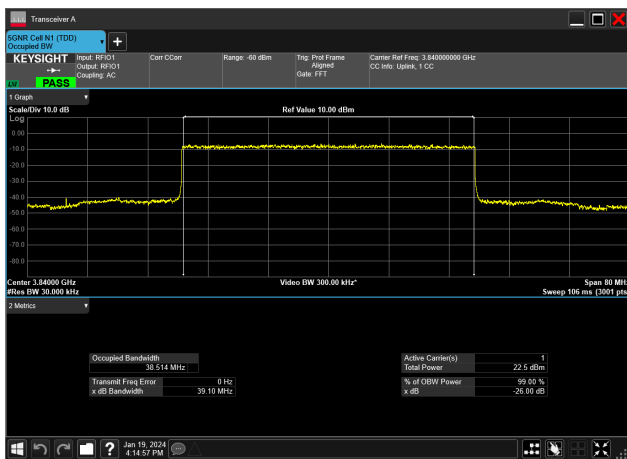 Transceiver A
5GNR Cell N1 (TDD)
Occupied BW
KEYSIGHT
LXI
PASS
Input: RFIO1
Output: RFIO1
Coupling: AC
Corr CCorr
Range: -60 dBm
Trig: Prot Frame
Aligned
Gate: FFT
Carrier Ref Freq: 3.840000000 GHz
CC Info: Uplink, 1 CC
1 Graph
Scale/Div 10.0 dB
Ref Value 10.00 dBm
Log
0.00
-10.0
-20.0
-30.0
-40.0
-50.0
-60.0
-70.0
-80.0
Center 3.84000 GHz
Video BW 300.00 kHz*
Span 80 MHz
#Res BW 30.000 kHz
Sweep 106 ms (3001 pts
2 Metrics
Occupied Bandwidth
38.514 MHz
Transmit Freq Error 0 Hz
x dB Bandwidth 39.10 MHz
Active Carrier(s) 1
Total Power 22.5 dBm
% of OBW Power 99.00 %
x dB -26.00 dB
?
Jan 19, 2024
4:14:57 PM